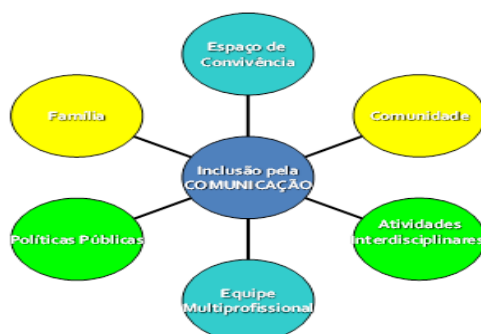 Espaço de
Convivência
Família
Comunidade
Inclusão pela
COMUNICAÇÃO
Políticas Públicas
Atividades
Interdisciplinares
Equipe
Multiprofissional